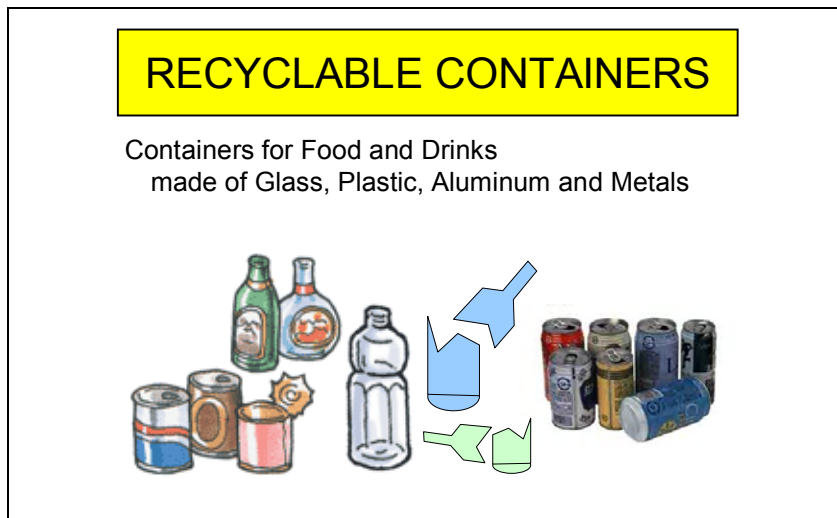 RECYCLABLE CONTAINERS
Containers for Food and Drinks
made of Glass, Plastic, Aluminum and Metals